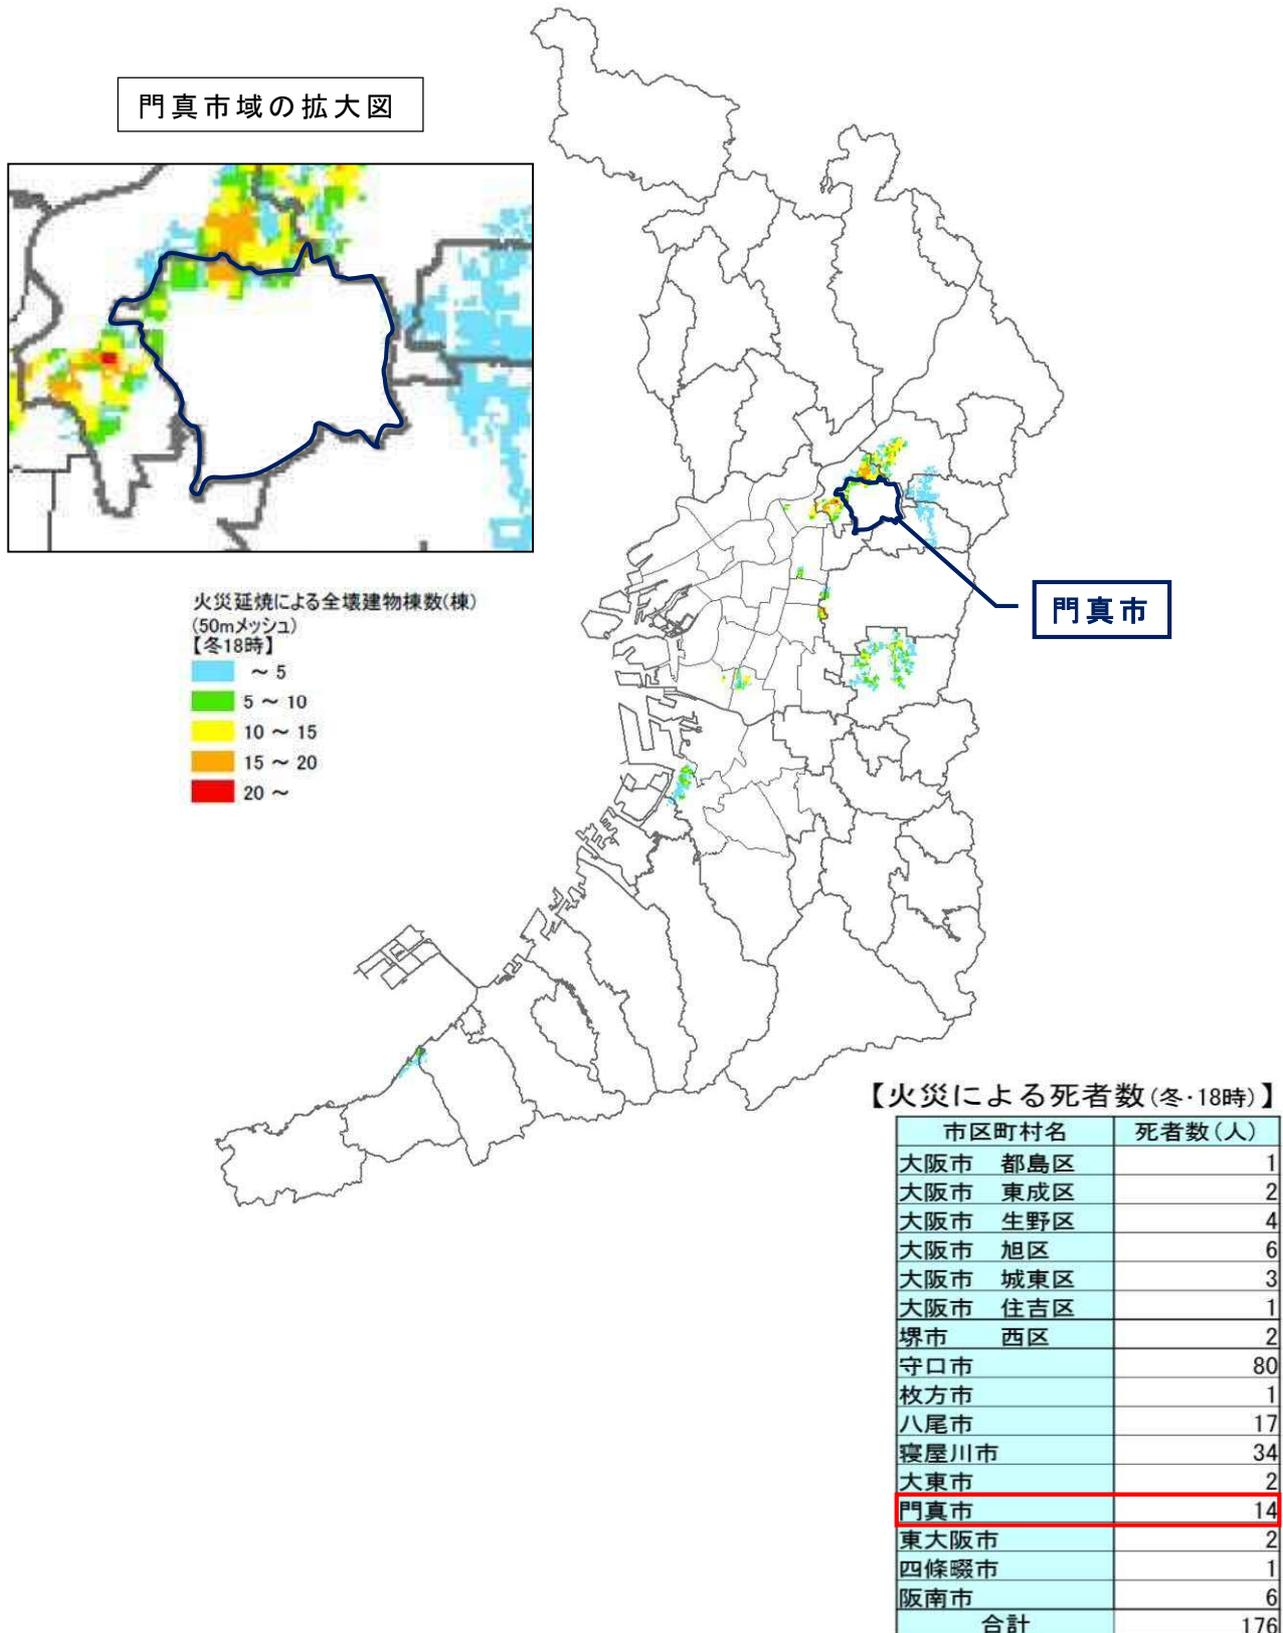 門真市域の拡大図
火災延焼による全壊建物棟数(棟)
(50mメッシュ)
【冬18時】
～ 5
5 ～ 10
10 ～ 15
15 ～ 20
20 ～
門真市
【火災による死者数(冬・18時)】
市区町村名 死者数(人)
大阪市 都島区 1
大阪市 東成区 2
大阪市 生野区 4
大阪市 旭区 6
大阪市 城東区 3
大阪市 住吉区 1
堺市 西区 2
守口市 80
枚方市 1
八尾市 17
寝屋川市 34
大東市 2
門真市 14
東大阪市 2
四條畷市 1
阪南市 6
合計 176